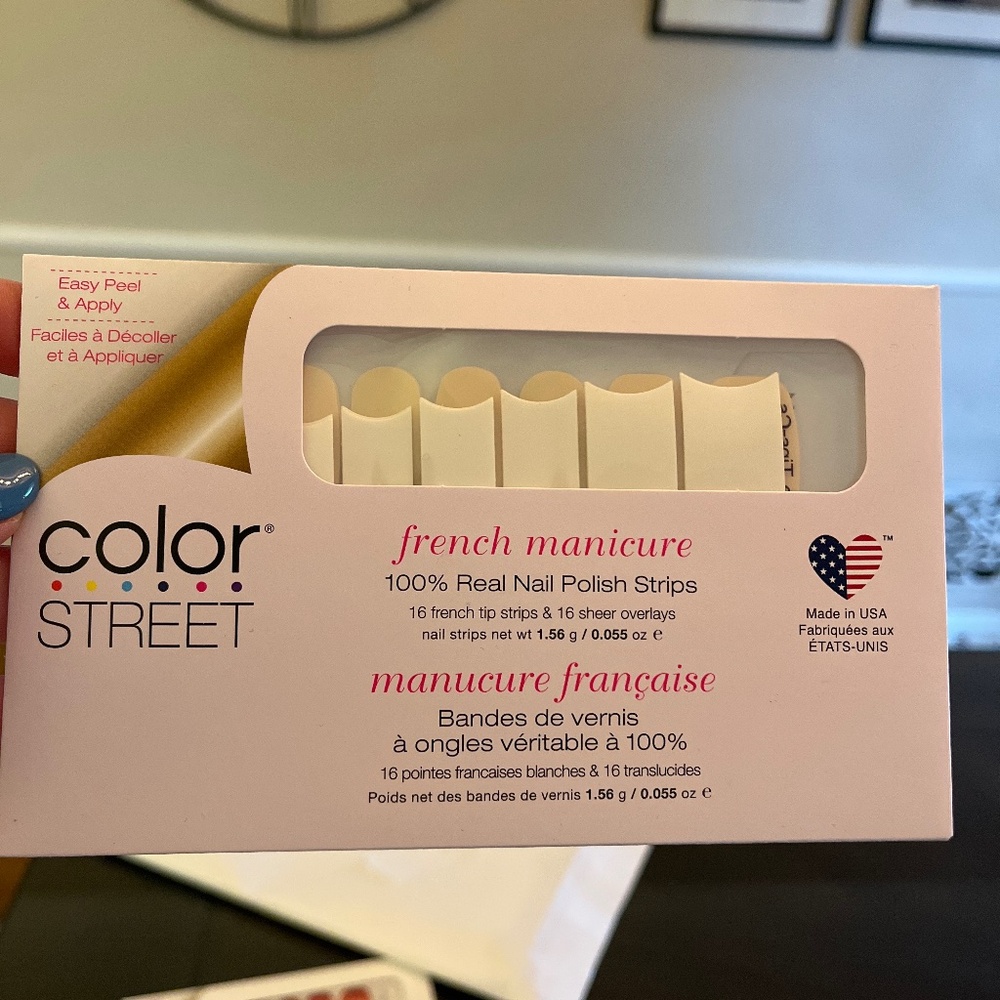 Easy Peel
& Apply
Faciles à Décoller
et à Appliquer
color®
STREET
french manicure
100% Real Nail Polish Strips
16 french tip strips & 16 sheer overlays
nail strips net wt 1.56 g / 0.055 oz ℮
manucure française
Bandes de vernis
à ongles véritable à 100%
16 pointes francaises blanches & 16 translucides
Poids net des bandes de vernis 1.56 g / 0.055 oz ℮
™
Made in USA
Fabriquées aux
ÉTATS-UNIS